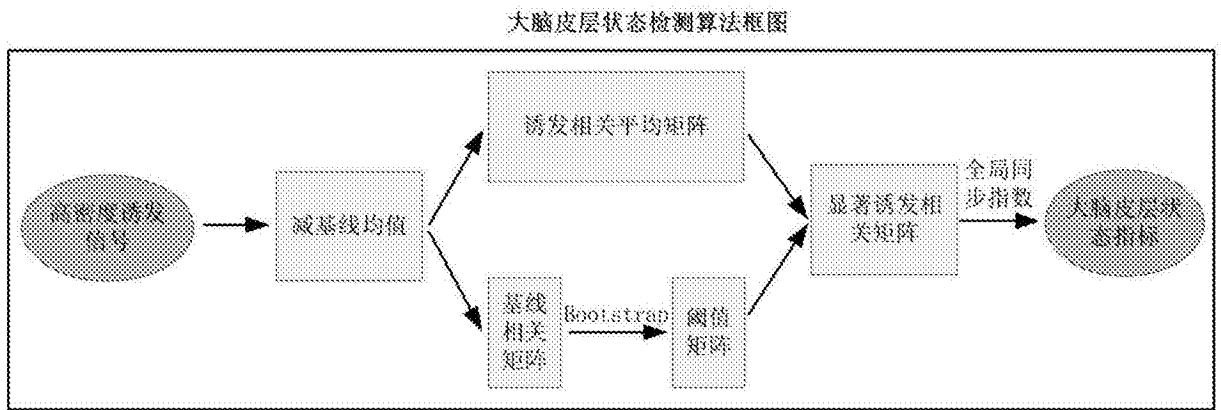 大脑皮层状态检测算法框图
高密度诱发
信号
减基线均值
诱发相关平均矩阵
基线
相关
矩阵
Bootstrap
阈值
矩阵
显著诱发相
关矩阵
全局同
步指数
大脑皮层状
态指标